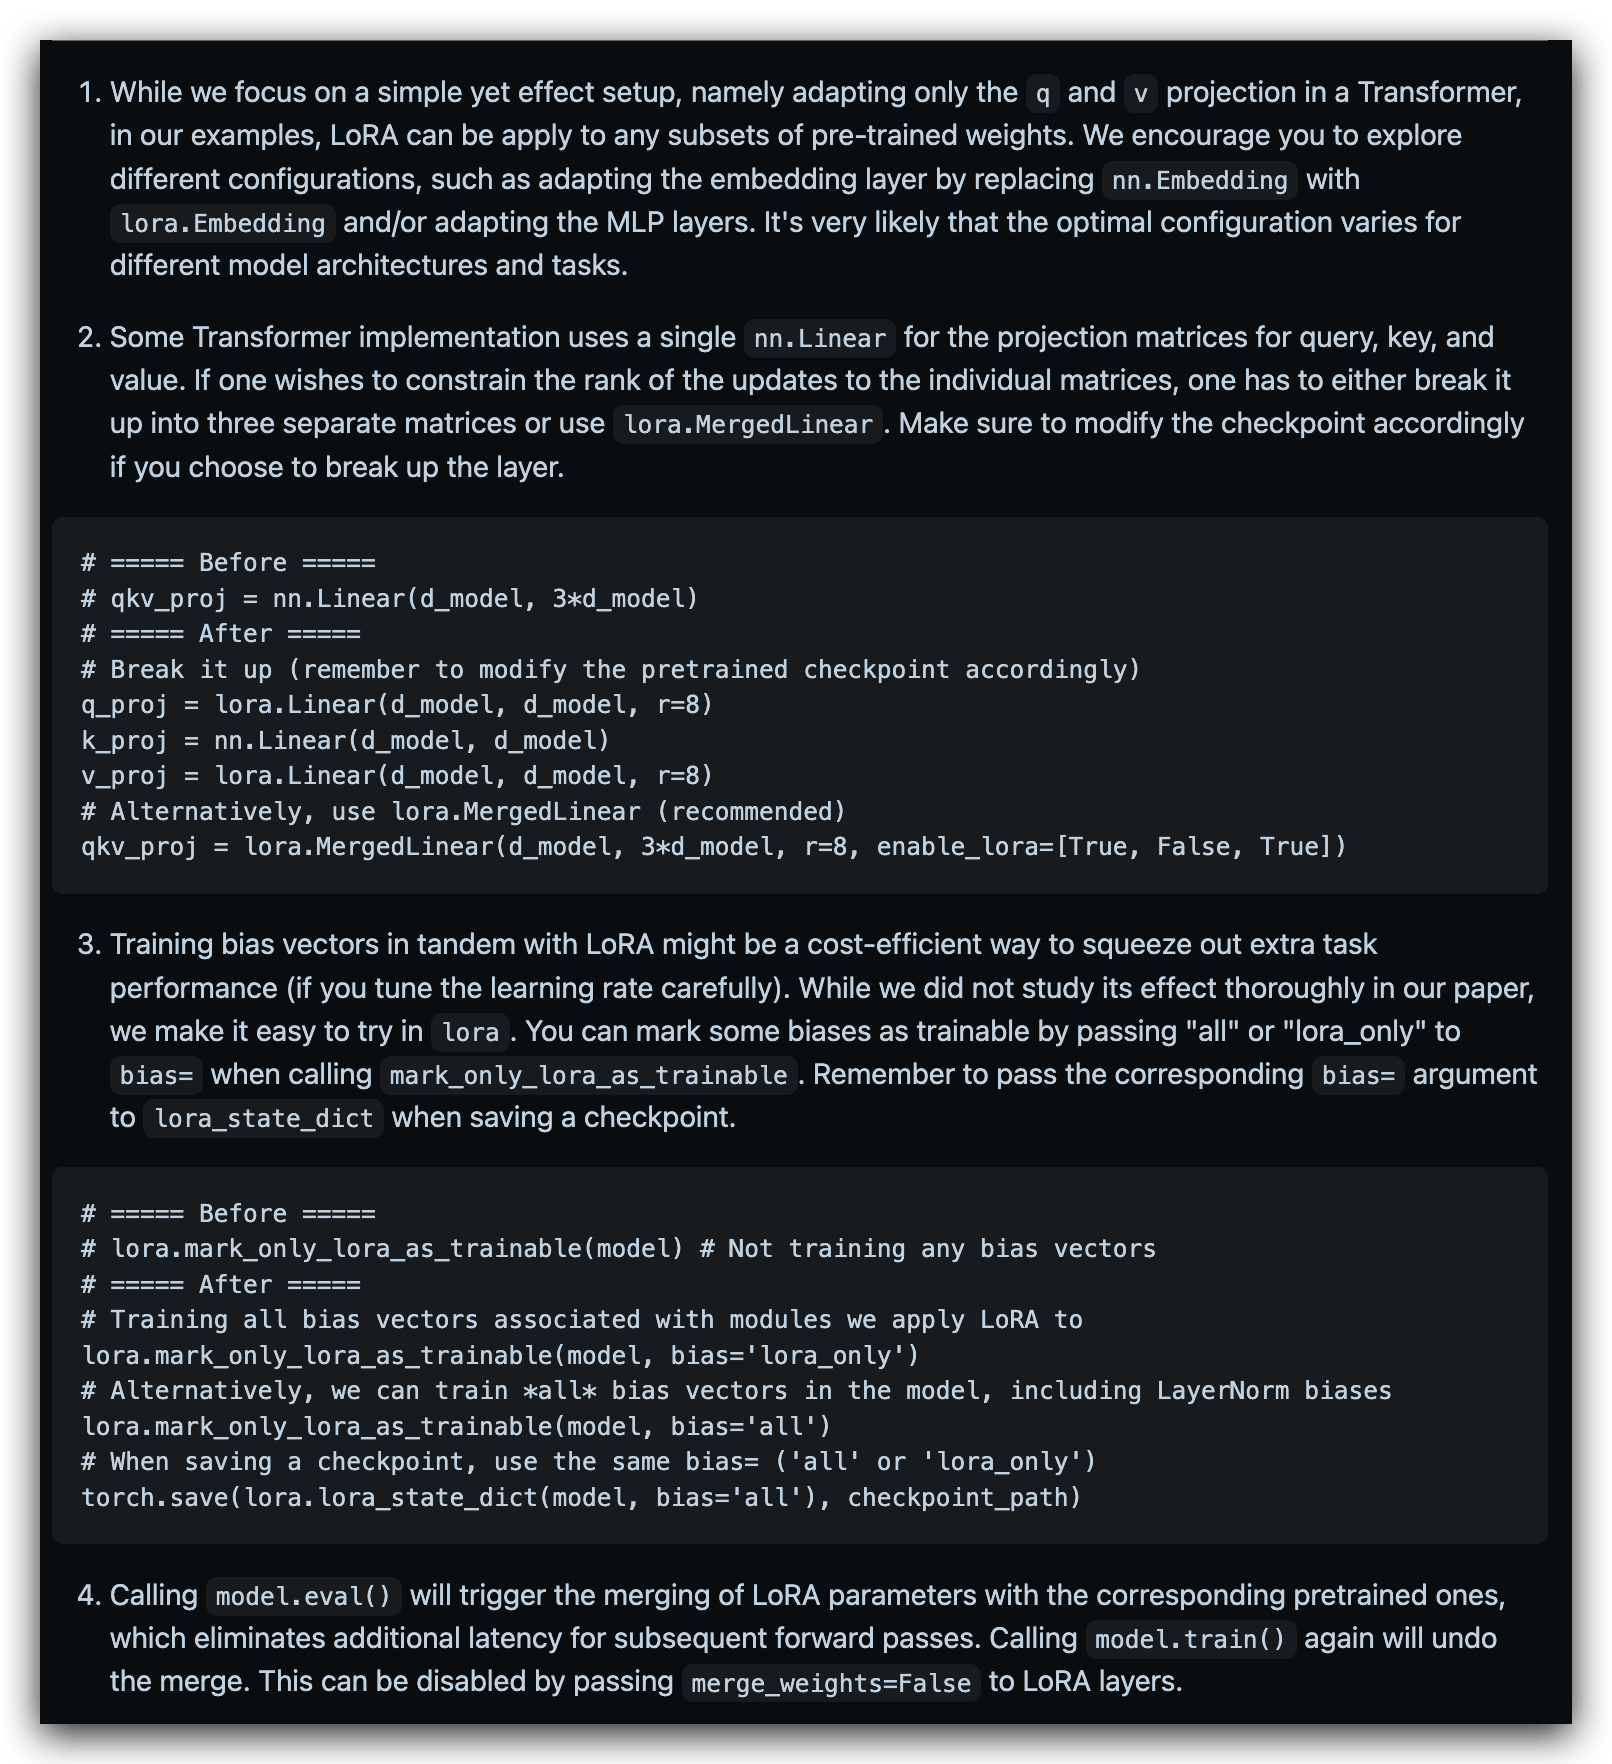 1. While we focus on a simple yet effect setup, namely adapting only the q and v projection in a Transformer,
in our examples, LoRA can be apply to any subsets of pre-trained weights. We encourage you to explore
different configurations, such as adapting the embedding layer by replacing nn.Embedding with
lora.Embedding and/or adapting the MLP layers. It's very likely that the optimal configuration varies for
different model architectures and tasks.
2. Some Transformer implementation uses a single nn.Linear for the projection matrices for query, key, and
value. If one wishes to constrain the rank of the updates to the individual matrices, one has to either break it
up into three separate matrices or use lora.MergedLinear. Make sure to modify the checkpoint accordingly
if you choose to break up the layer.
# ===== Before =====
# qkv_proj = nn.Linear(d_model, 3*d_model)
# ===== After =====
# Break it up (remember to modify the pretrained checkpoint accordingly)
q_proj = lora.Linear(d_model, d_model, r=8)
k_proj = nn.Linear(d_model, d_model)
v_proj = lora.Linear(d_model, d_model, r=8)
# Alternatively, use lora.MergedLinear (recommended)
qkv_proj = lora.MergedLinear(d_model, 3*d_model, r=8, enable_lora=[True, False, True])
3. Training bias vectors in tandem with LoRA might be a cost-efficient way to squeeze out extra task
performance (if you tune the learning rate carefully). While we did not study its effect thoroughly in our paper,
we make it easy to try in lora. You can mark some biases as trainable by passing "all" or "lora_only" to
bias= when calling mark_only_lora_as_trainable. Remember to pass the corresponding bias= argument
to lora_state_dict when saving a checkpoint.
# ===== Before =====
# lora.mark_only_lora_as_trainable(model) # Not training any bias vectors
# ===== After =====
# Training all bias vectors associated with modules we apply LoRA to
lora.mark_only_lora_as_trainable(model, bias='lora_only')
# Alternatively, we can train *all* bias vectors in the model, including LayerNorm biases
lora.mark_only_lora_as_trainable(model, bias='all')
# When saving a checkpoint, use the same bias= ('all' or 'lora_only')
torch.save(lora.lora_state_dict(model, bias='all'), checkpoint_path)
4. Calling model.eval() will trigger the merging of LoRA parameters with the corresponding pretrained ones,
which eliminates additional latency for subsequent forward passes. Calling model.train() again will undo
the merge. This can be disabled by passing merge_weights=False to LoRA layers.